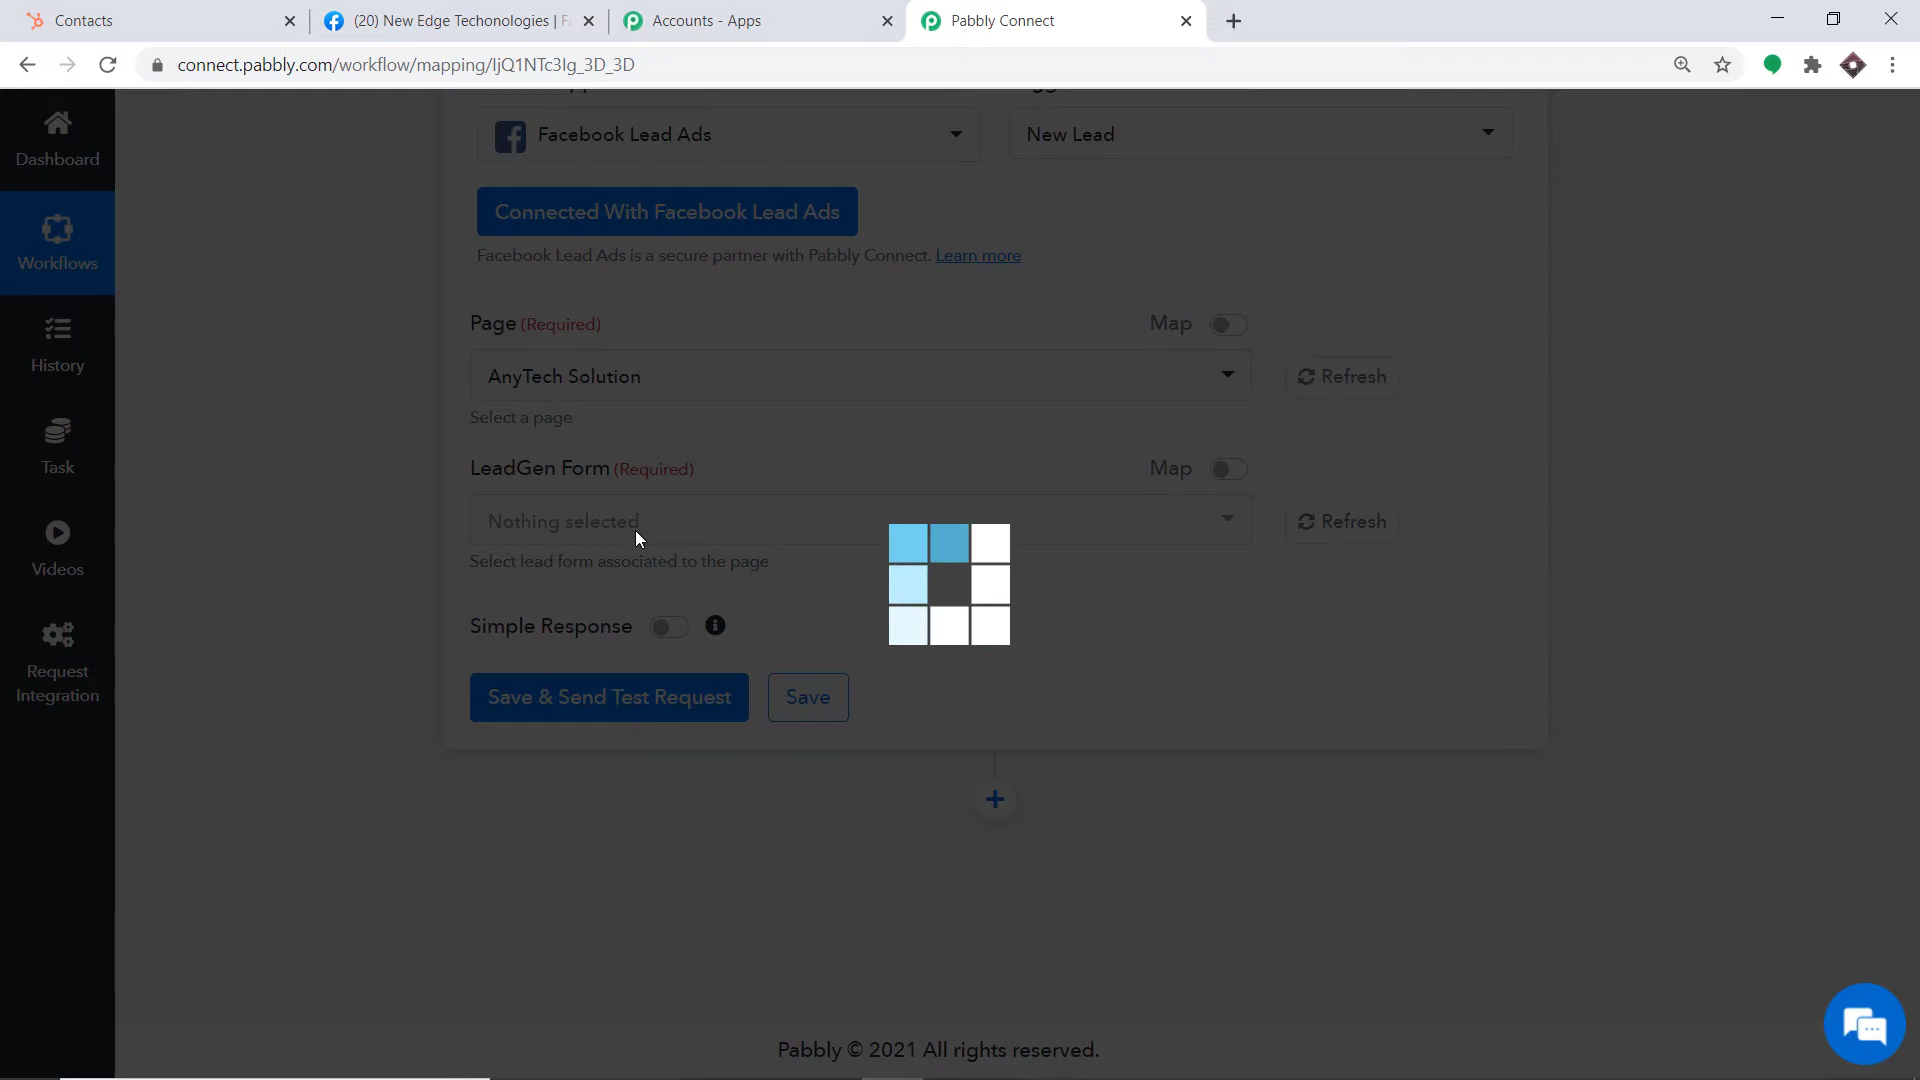 Contacts
(20) New Edge Techonologies | F
Accounts - Apps
Pabbly Connect
connect.pabbly.com/workflow/mapping/IjQ1NTc3Ig_3D_3D
Dashboard
Workflows
History
Task
Videos
Request
Integration
Facebook Lead Ads
New Lead
Connected With Facebook Lead Ads
Facebook Lead Ads is a secure partner with Pabbly Connect. Learn more
Page (Required)
Map
AnyTech Solution
Refresh
Select a page
LeadGen Form (Required)
Map
Nothing selected
Refresh
Select lead form associated to the page
Simple Response
Save & Send Test Request
Save
Pabbly © 2021 All rights reserved.